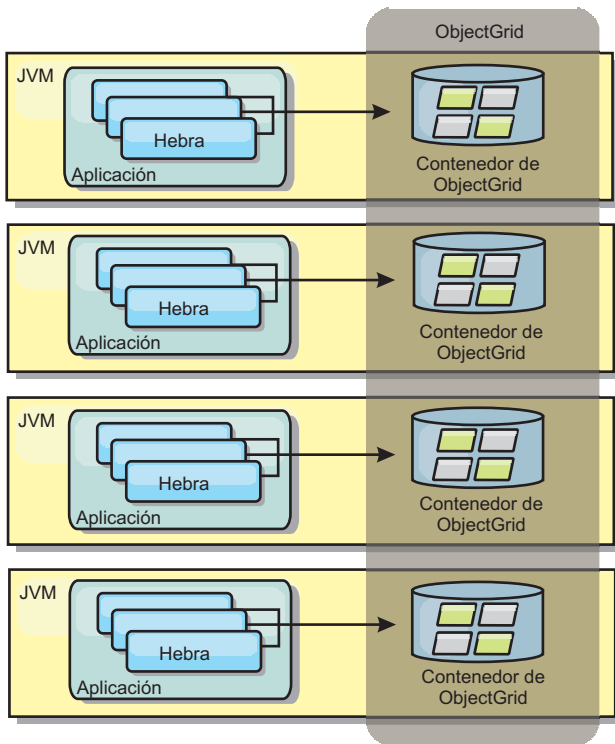 ObjectGrid
JVM
Hebra
Aplicación
Contenedor de
ObjectGrid
JVM
Hebra
Aplicación
Contenedor de
ObjectGrid
JVM
Hebra
Aplicación
Contenedor de
ObjectGrid
JVM
Hebra
Aplicación
Contenedor de
ObjectGrid